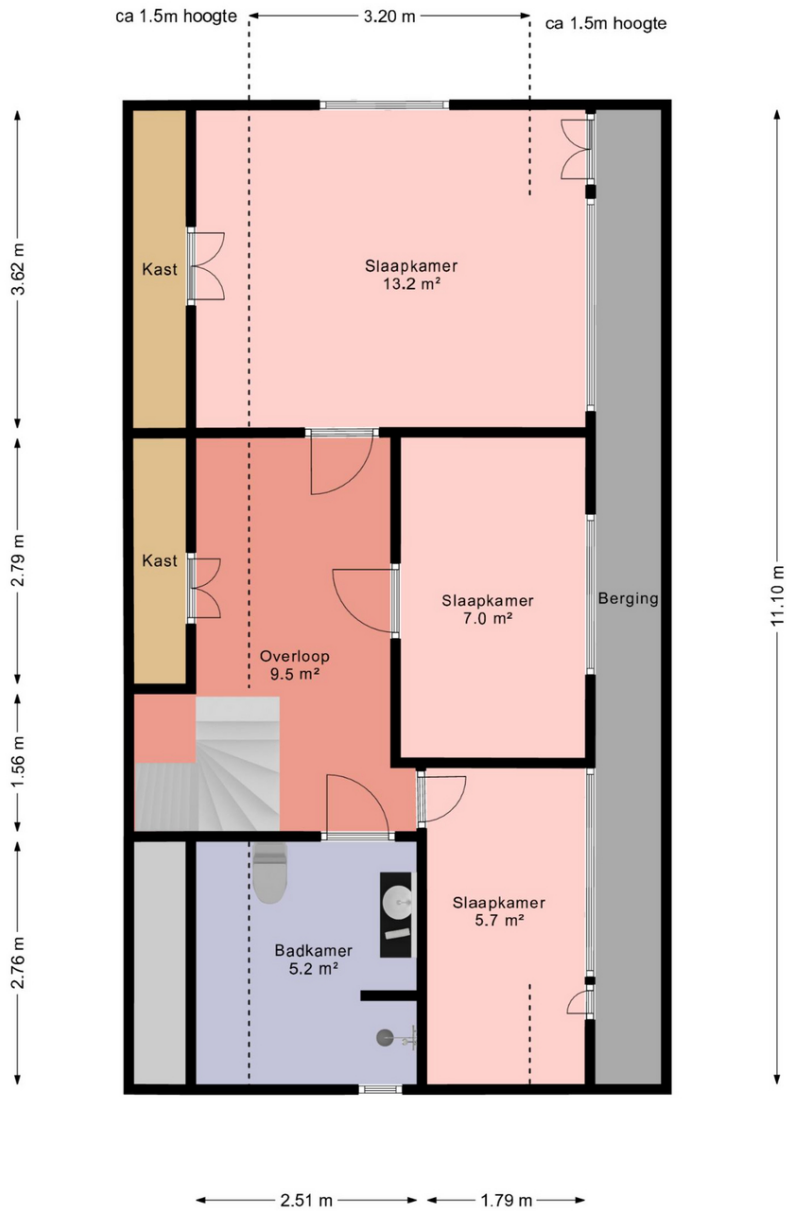 ca 1.5m hoogte
3.20 m
ca 1.5m hoogte
3.62 m
Kast
Slaapkamer
13.2 m²
2.79 m
Kast
Slaapkamer
7.0 m²
Berging
11.10 m
Overloop
9.5 m²
1.56 m
Slaapkamer
5.7 m²
2.76 m
Badkamer
5.2 m²
2.51 m
1.79 m